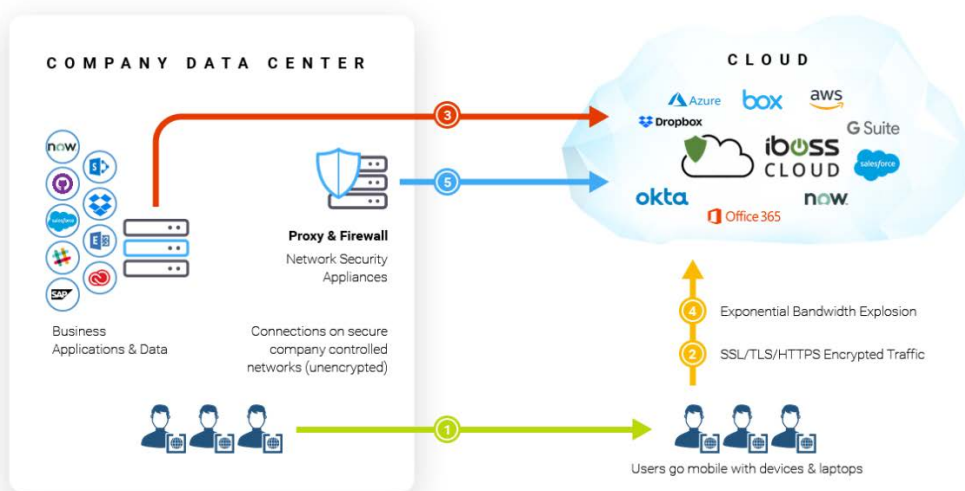 COMPANY DATA CENTER
CLOUD
Azure
box
aws
Dropbox
G Suite
iboss
CLOUD
salesforce
okta
now
Office 365
3
5
now
S
salesforce
E
SAP
Proxy & Firewall
Network Security
Appliances
Business
Applications & Data
Connections on secure
company controlled
networks (unencrypted)
4
Exponential Bandwidth Explosion
2
SSL/TLS/HTTPS Encrypted Traffic
1
Users go mobile with devices & laptops